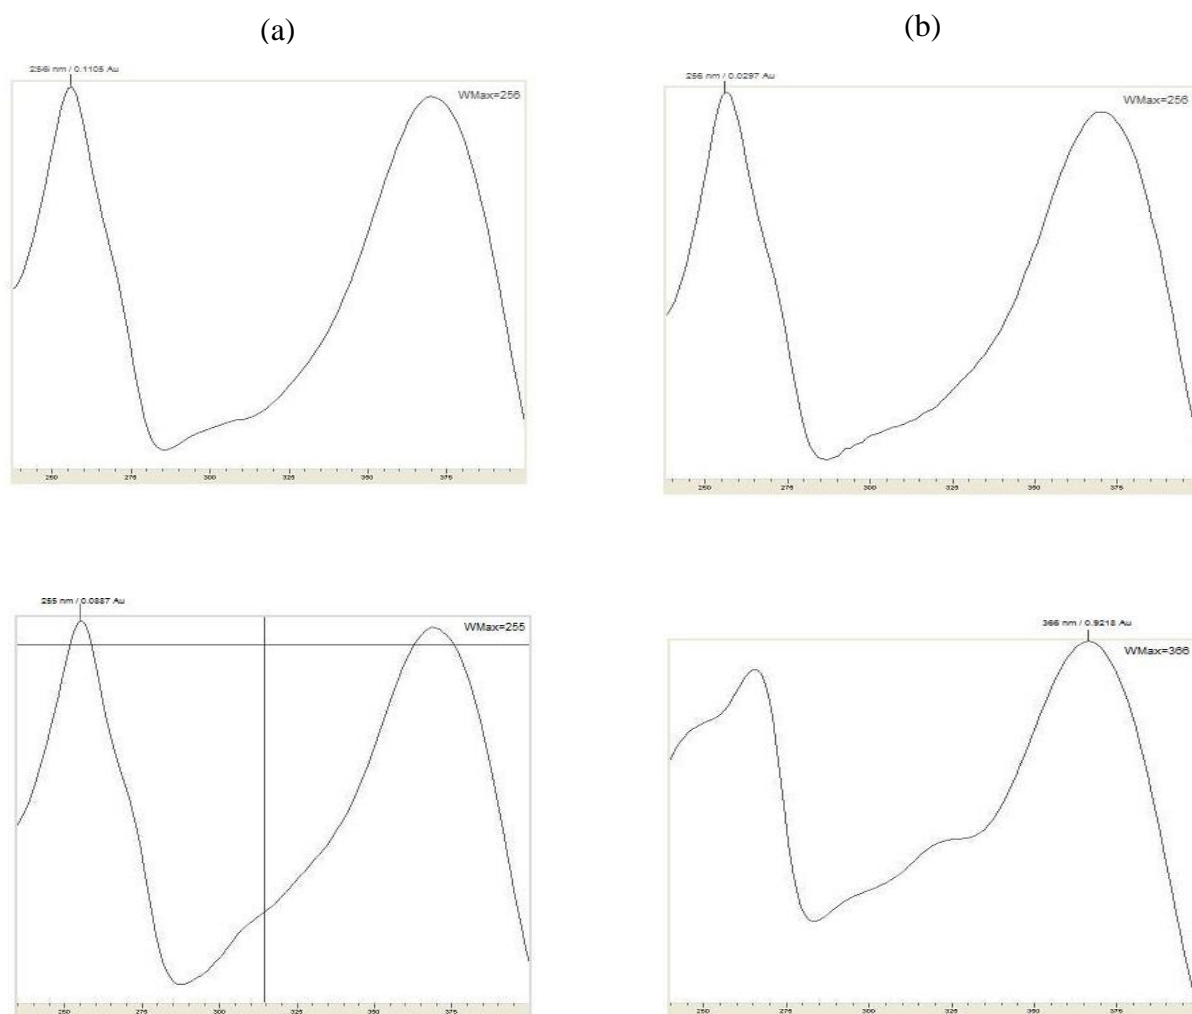 (a)
(b)
256i nm / 0.1105 Au
WMax=256
250 275 300 325 350 375
256 nm / 0.0297 Au
WMax=256
250 275 300 325 350 375
255 nm / 0.0887 Au
WMax=255
250 275 300 325 350 375
366 nm / 0.9218 Au
WMax=366
250 275 300 325 350 375